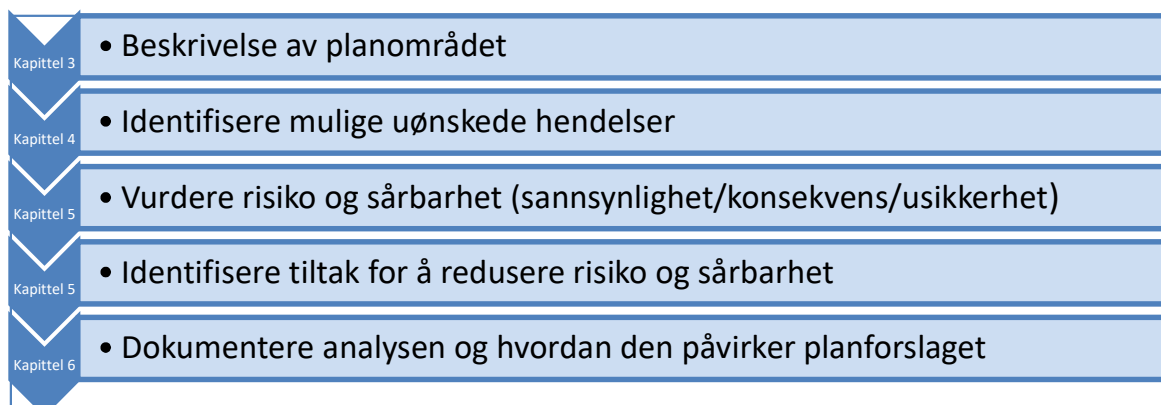 Kapittel 3
• Beskrivelse av planområdet
Kapittel 4
• Identifisere mulige uønskede hendelser
Kapittel 5
• Vurdere risiko og sårbarhet (sannsynlighet/konsekvens/usikkerhet)
Kapittel 5
• Identifisere tiltak for å redusere risiko og sårbarhet
Kapittel 6
• Dokumentere analysen og hvordan den påvirker planforslaget